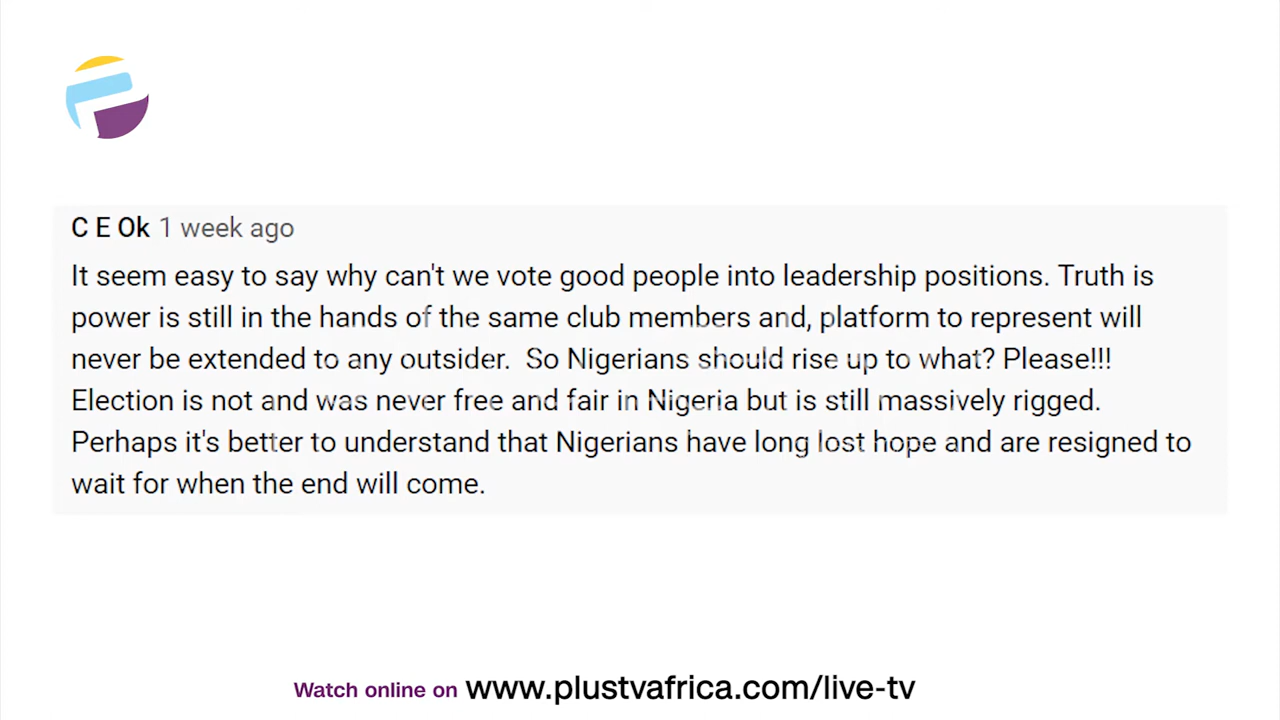 C E Ok 1 week ago
It seem easy to say why can't we vote good people into leadership positions. Truth is
power is still in the hands of the same club members and, platform to represent will
never be extended to any outsider.  So Nigerians should rise up to what? Please!!!
Election is not and was never free and fair in Nigeria but is still massively rigged.
Perhaps it's better to understand that Nigerians have long lost hope and are resigned to
wait for when the end will come.
Watch online on www.plustvafrica.com/live-tv